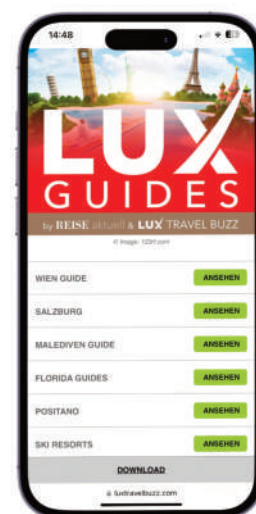 14:48
LUX
GUIDES
by REISE aktuell & LUX TRAVEL BUZZ
© Image: 123rf.com
WIEN GUIDE ANSEHEN
SALZBURG ANSEHEN
MALEDIVEN GUIDE ANSEHEN
FLORIDA GUIDES ANSEHEN
POSITANO ANSEHEN
SKI RESORTS ANSEHEN
DOWNLOAD
luxtravelbuzz.com